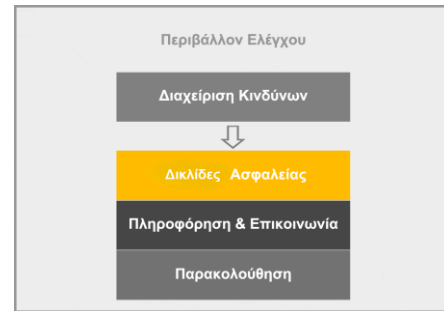 Περιβάλλον Ελέγχου
Διαχείριση Κινδύνων
Δικλίδες Ασφαλείας
Πληροφόρηση & Επικοινωνία
Παρακολούθηση